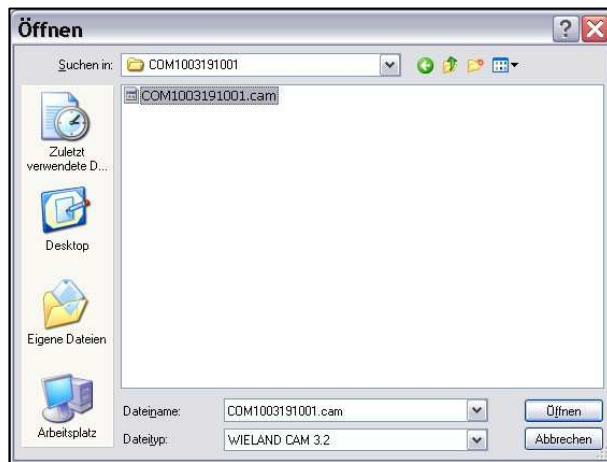 Öffnen
Suchen in:
COM1003191001
COM1003191001.cam
Zuletzt
verwendete D...
Desktop
Eigene Dateien
Arbeitsplatz
Dateiname:
COM1003191001.cam
Öffnen
Dateityp:
WIELAND CAM 3.2
Abbrechen